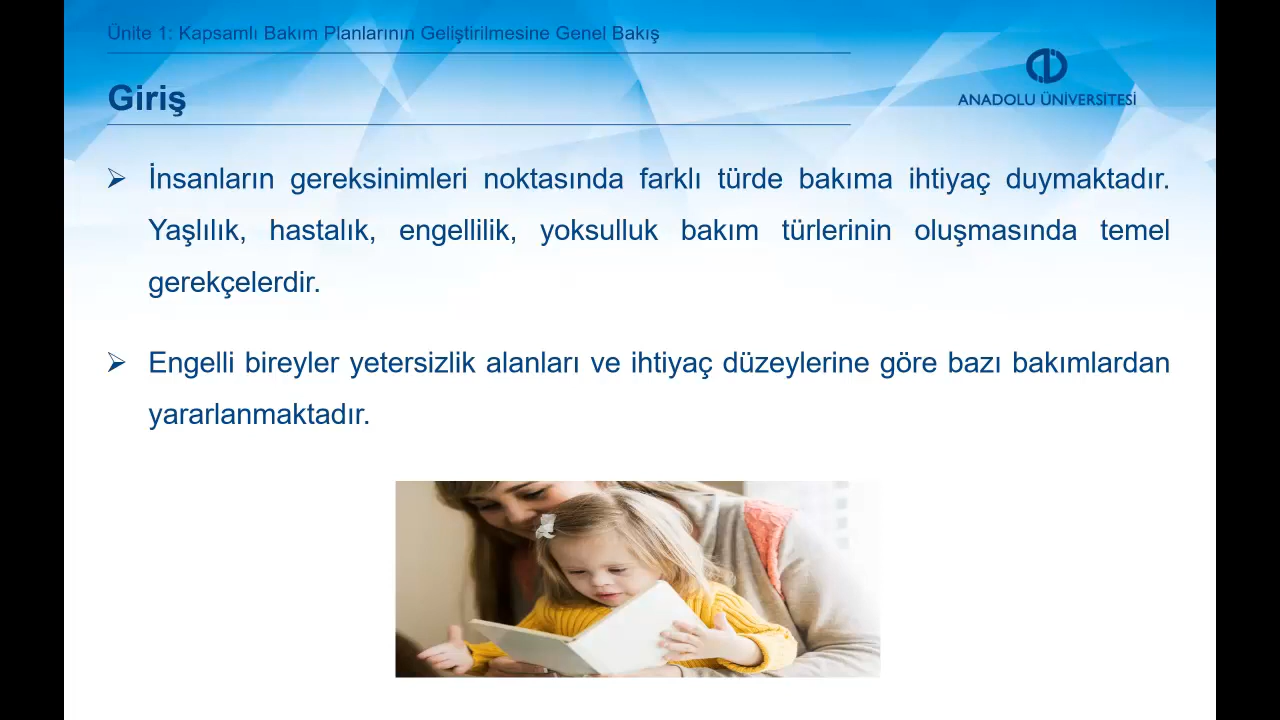 Ünite 1: Kapsamlı Bakım Planlarının Geliştirilmesine Genel Bakış
Giriş
ANADOLU ÜNİVERSİTESİ
İnsanların gereksinimleri noktasında farklı türde bakıma ihtiyaç duymaktadır.
Yaşlılık, hastalık, engellilik, yoksulluk bakım türlerinin oluşmasında temel
gerekçelerdir.
Engelli bireyler yetersizlik alanları ve ihtiyaç düzeylerine göre bazı bakımlardan
yararlanmaktadır.